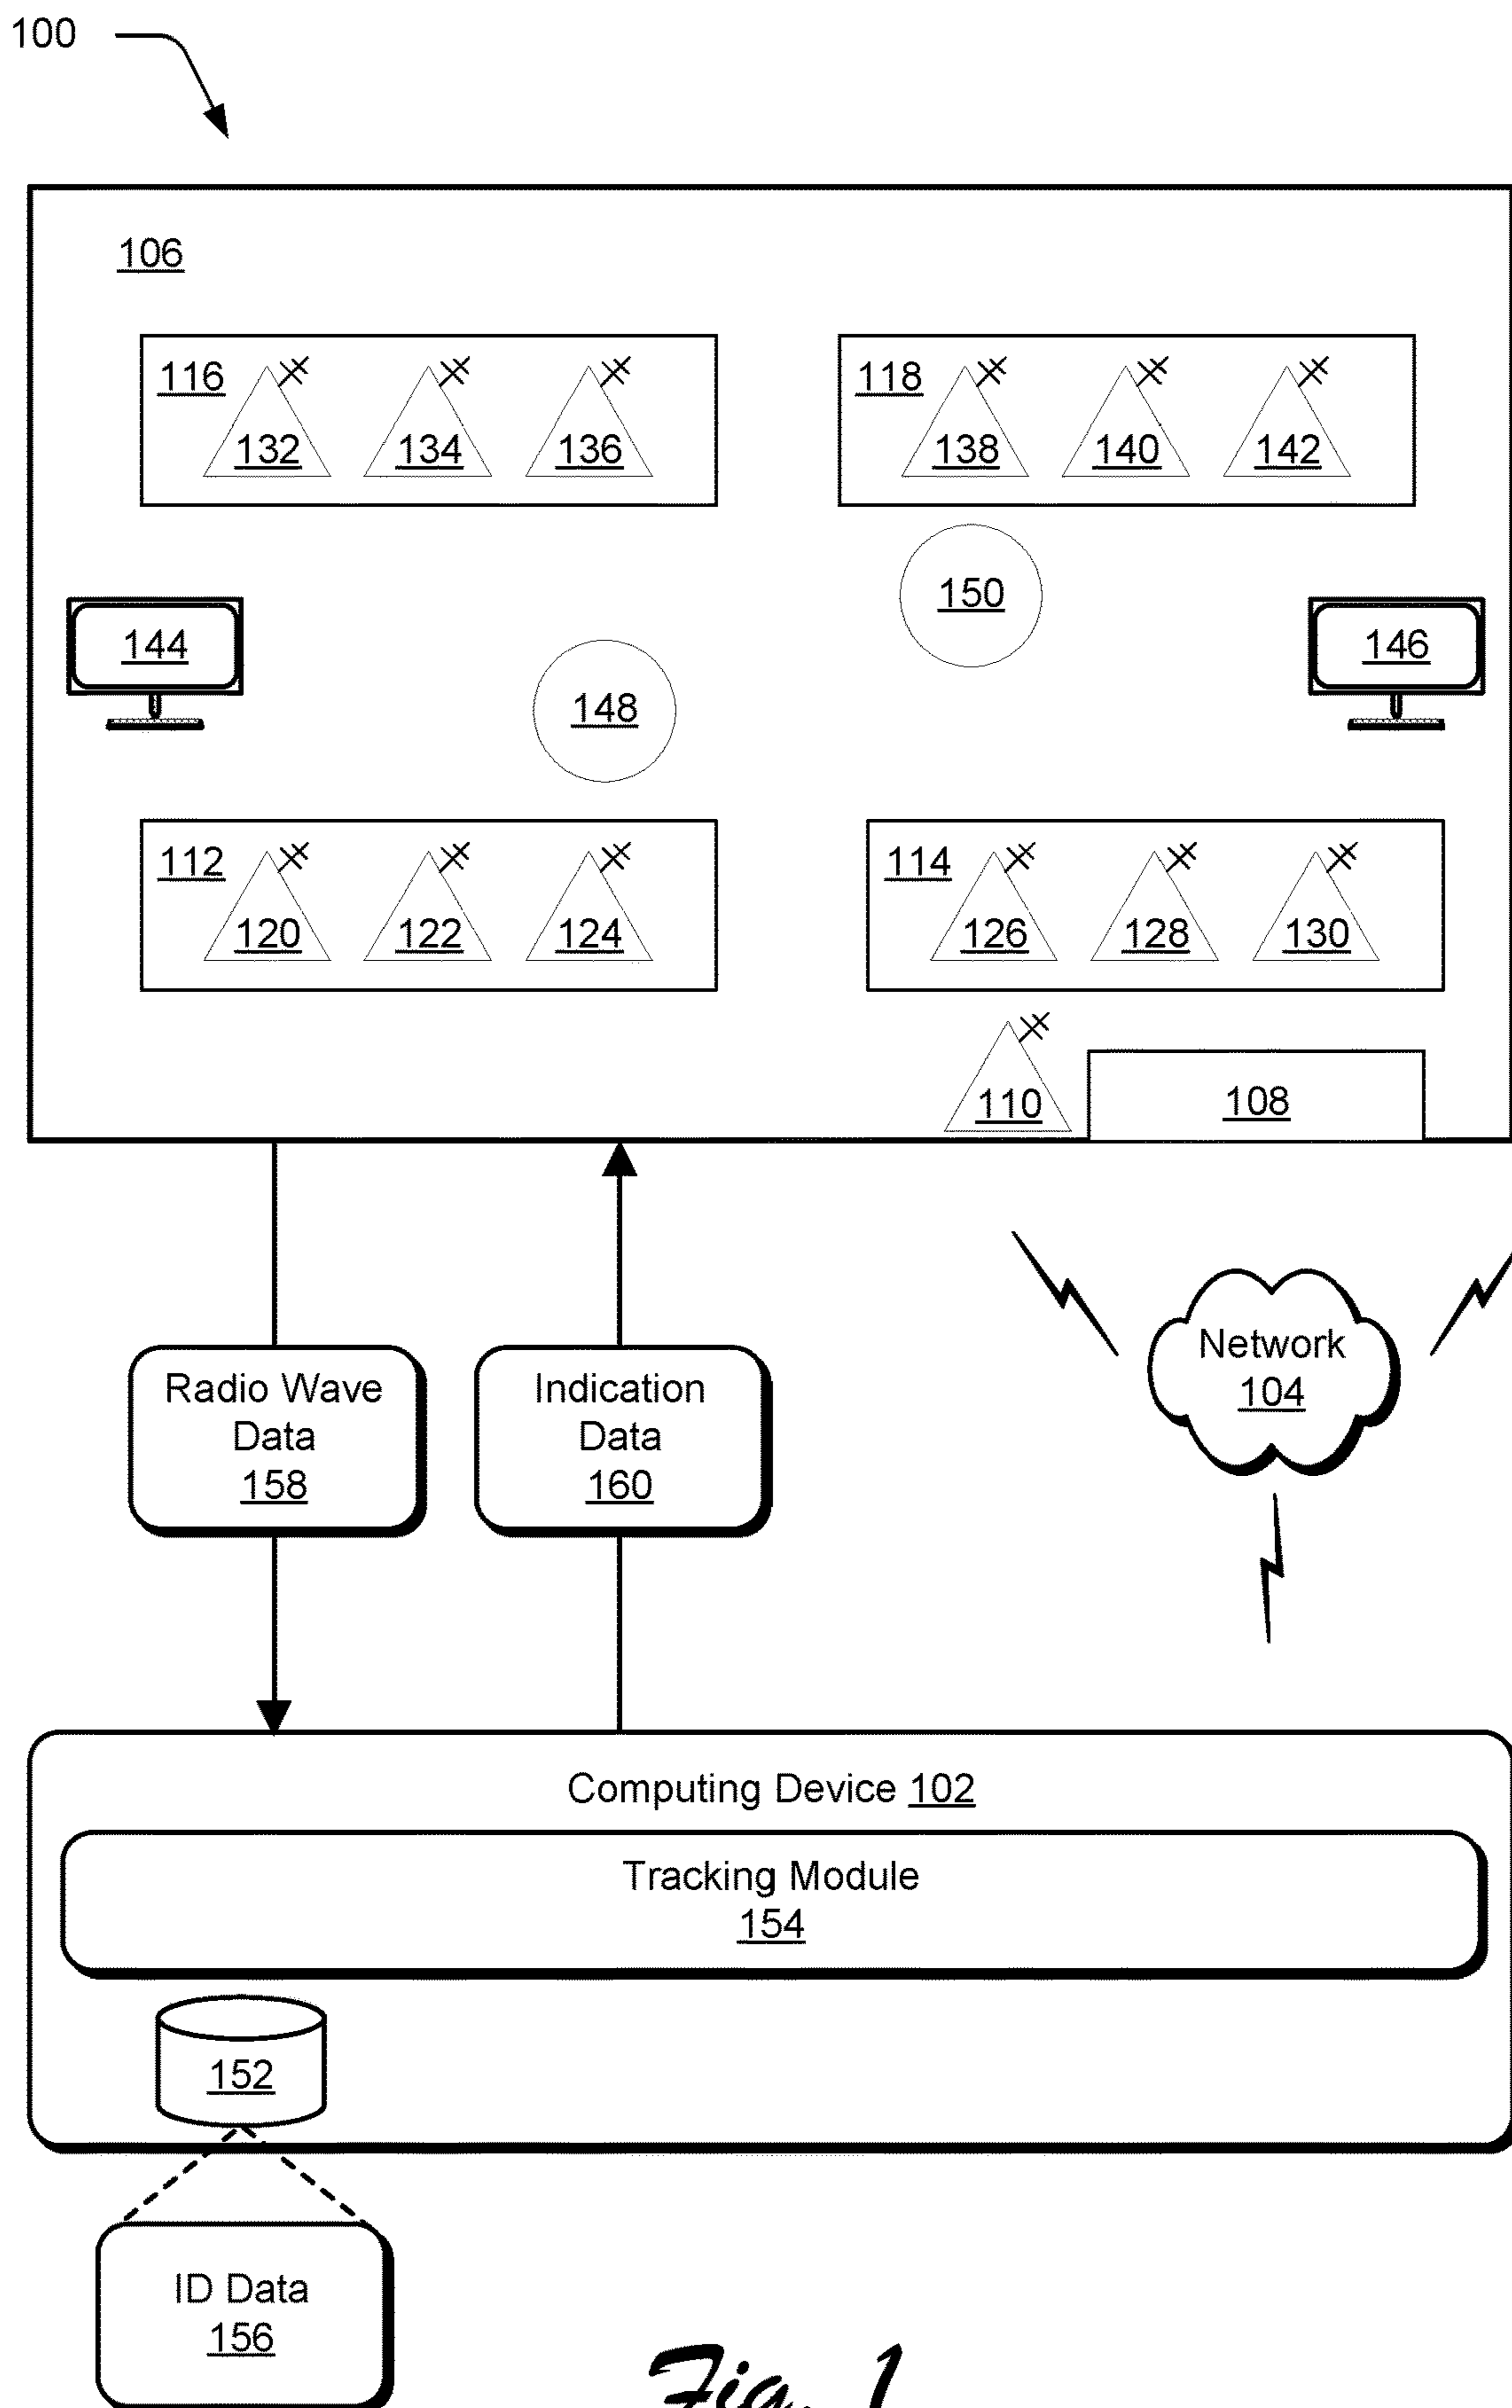 100
106
116 132 134 136 118 138 140 142
150
144 146
148
112 120 122 124 114 126 128 130
110 108
Radio Wave
Data
158
Indication
Data
160
Network
104
Computing Device 102
Tracking Module
154
152
ID Data
156
Fig. 1